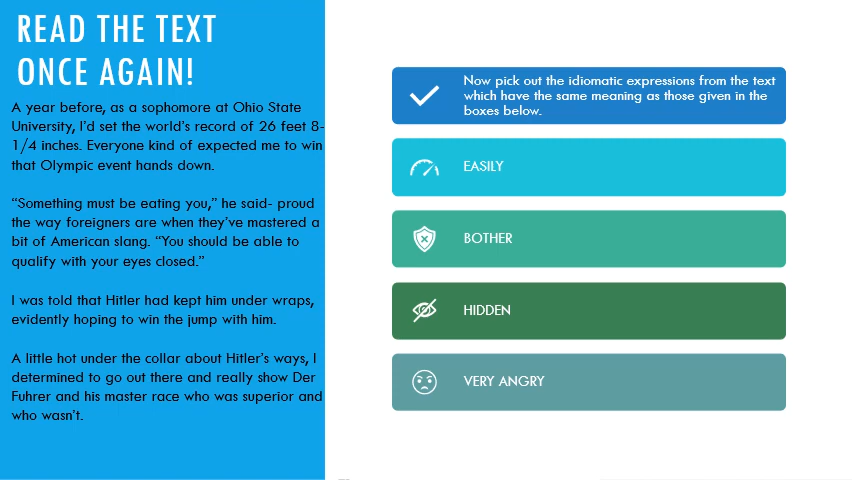 READ THE TEXT
ONCE AGAIN!
A year before, as a sophomore at Ohio State
University, I'd set the world's record of 26 feet 8-
1/4 inches. Everyone kind of expected me to win
that Olympic event hands down.
“Something must be eating you,” he said- proud
the way foreigners are when they've mastered a
bit of American slang. “You should be able to
qualify with your eyes closed.”
I was told that Hitler had kept him under wraps,
evidently hoping to win the jump with him.
A little hot under the collar about Hitler's ways, I
determined to go out there and really show Der
Fuhrer and his master race who was superior and
who wasn't.
Now pick out the idiomatic expressions from the text
which have the same meaning as those given in the
boxes below.
EASILY
BOTHER
HIDDEN
VERY ANGRY